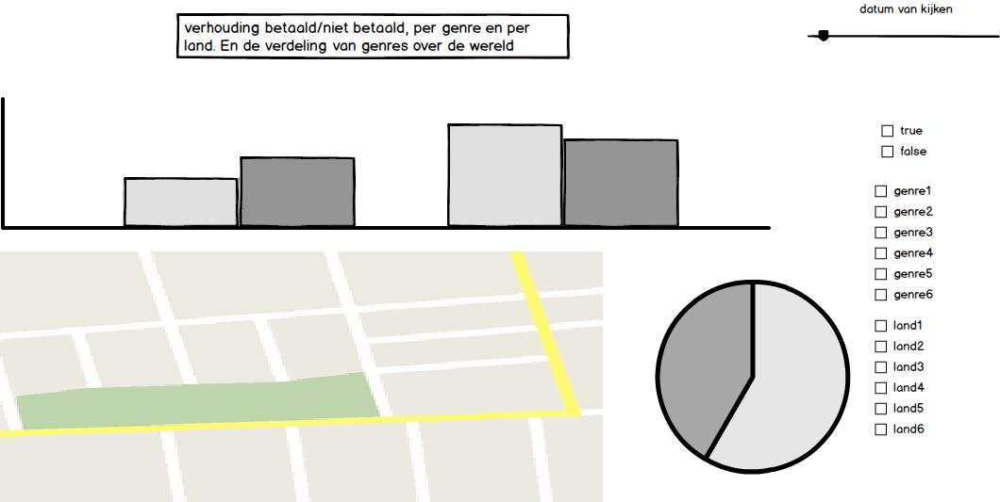 verhouding betaald/niet betaald, per genre en per
land. En de verdeling van genres over de wereld
datum van kijken
true
false
genre1
genre2
genre3
genre4
genre5
genre6
land1
land2
land3
land4
land5
land6